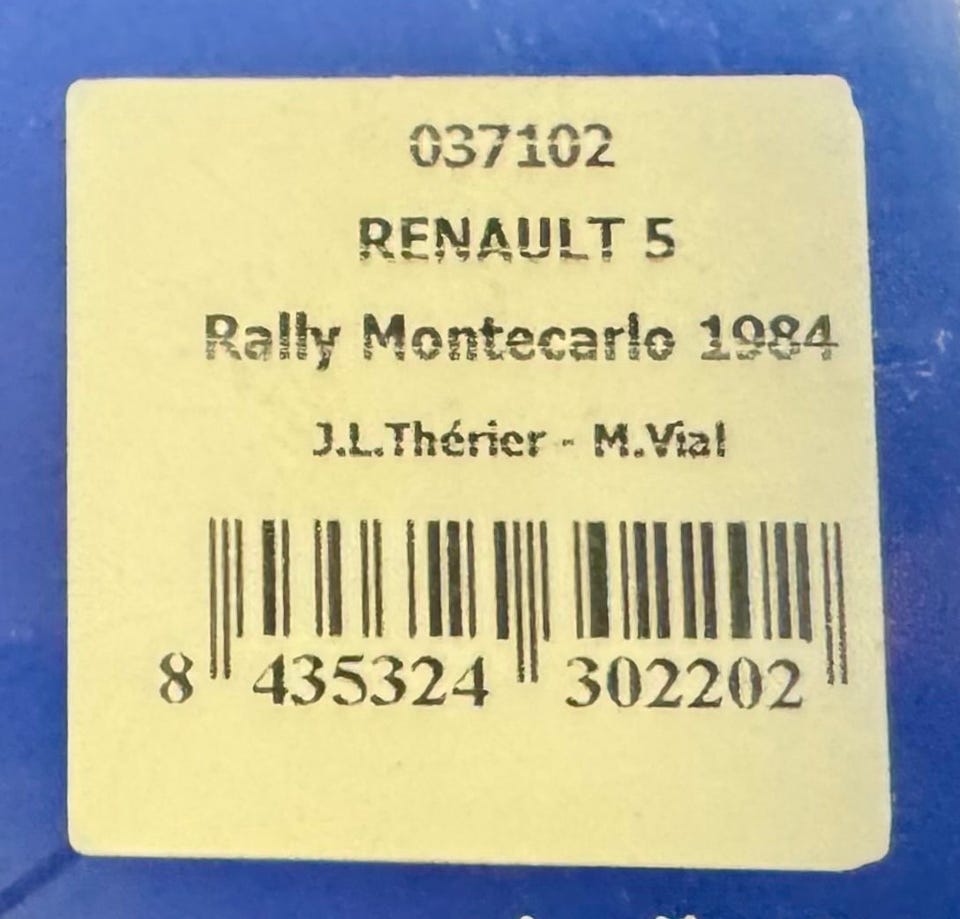 037102
RENAULT 5
Rally Montecarlo 1984
J.L.Thérier - M.Vial
8 435324 302202